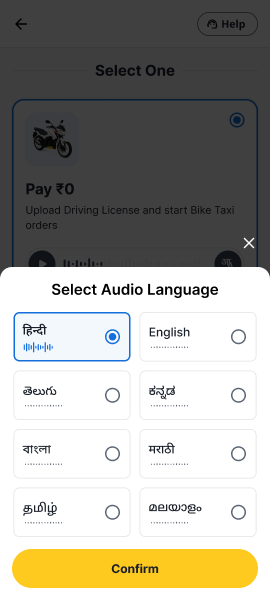 Help
Select One
Pay ₹0
Upload Driving License and start Bike Taxi
orders
Select Audio Language
हिन्दी
English
తెలుగు
ಕನ್ನಡ
বাংলা
मराठी
தமிழ்
മലയാളം
Confirm